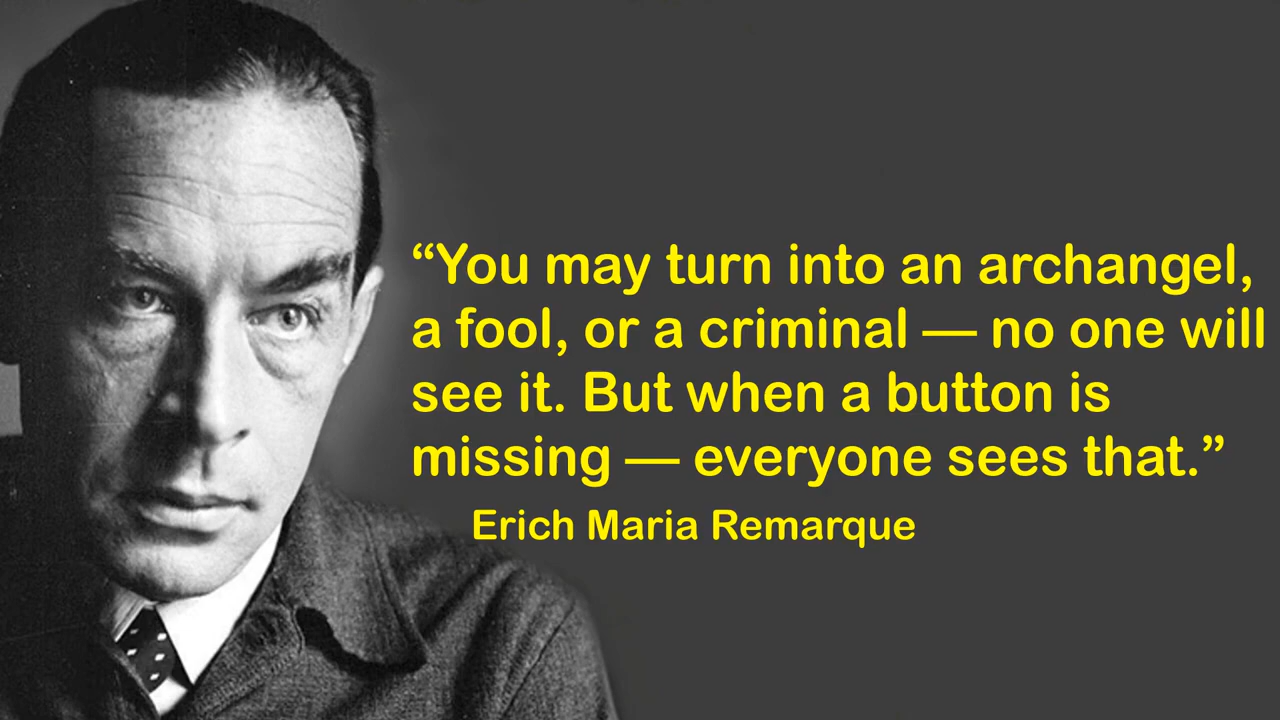 “You may turn into an archangel,
a fool, or a criminal — no one will
see it. But when a button is
missing — everyone sees that.”
Erich Maria Remarque